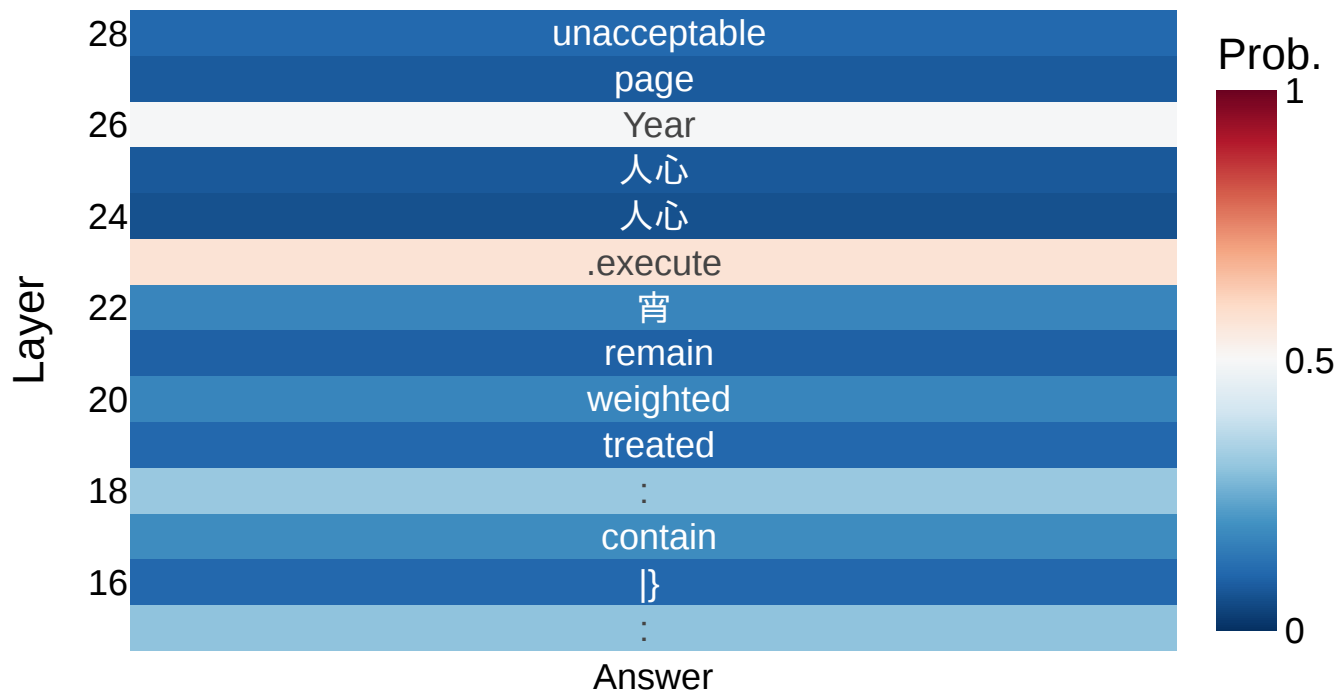 28 unacceptable
page
26 Year
人心
24 人心
.execute
22 宵
remain
20 weighted
treated
18 :
contain
16 |}
:
Answer
Layer
Prob.
1
0.5
0